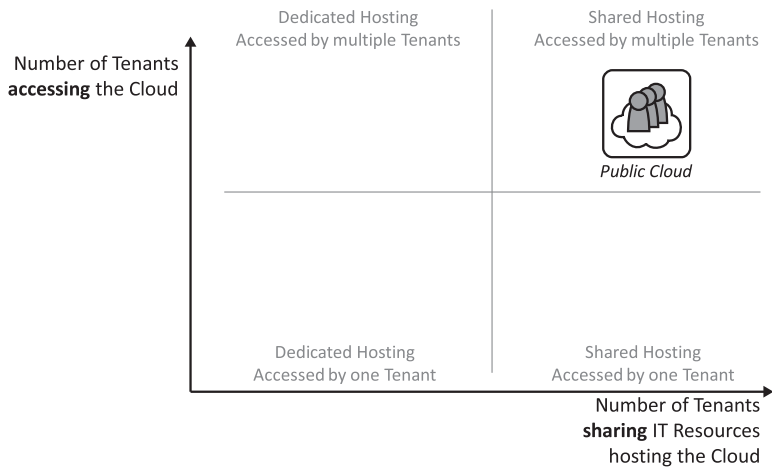 Dedicated Hosting
Accessed by multiple Tenants
Shared Hosting
Accessed by multiple Tenants
Number of Tenants
accessing the Cloud
Public Cloud
Dedicated Hosting
Accessed by one Tenant
Shared Hosting
Accessed by one Tenant
Number of Tenants
sharing IT Resources
hosting the Cloud